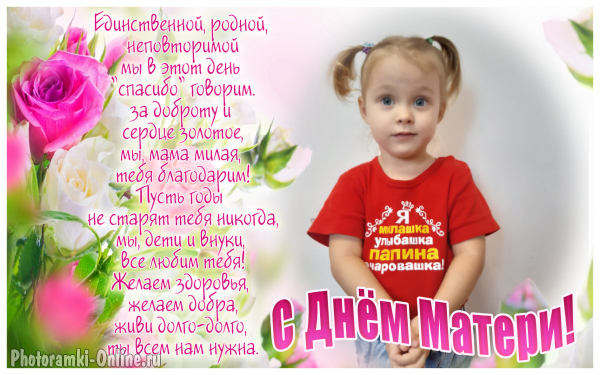 Единственной, родной,
неповторимой
мы в этот день
"спасибо" говорим.
за доброту и
сердце золотое,
мы, мама милая,
тебя благодарим!
Пусть годы
не старят тебя никогда,
мы, дети и внуки,
все любим тебя!
Желаем здоровья,
желаем добра,
живи долго-долго,
ты всем нам нужна.
Я
милашка
улыбашка
папина
чаровашка!
С Днём Матери!
Photoramki-Online.ru